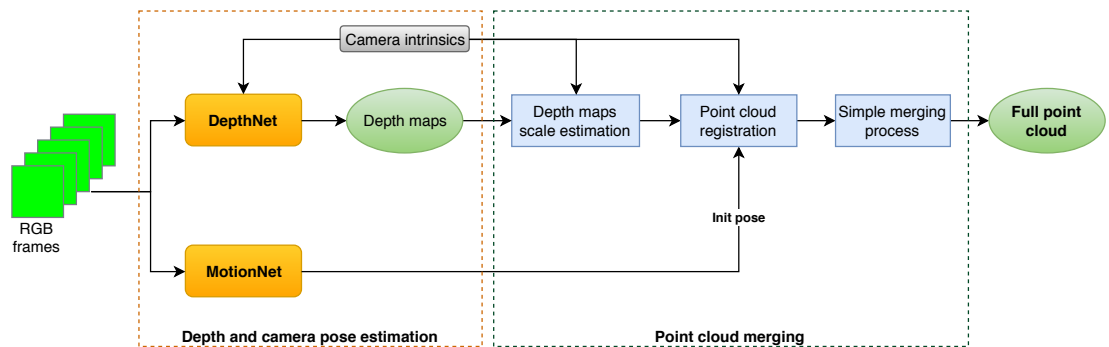 Camera intrinsics
DepthNet
Depth maps
Depth maps
scale estimation
Point cloud
registration
Simple merging
process
Full point
cloud
RGB
frames
Init pose
MotionNet
Depth and camera pose estimation
Point cloud merging